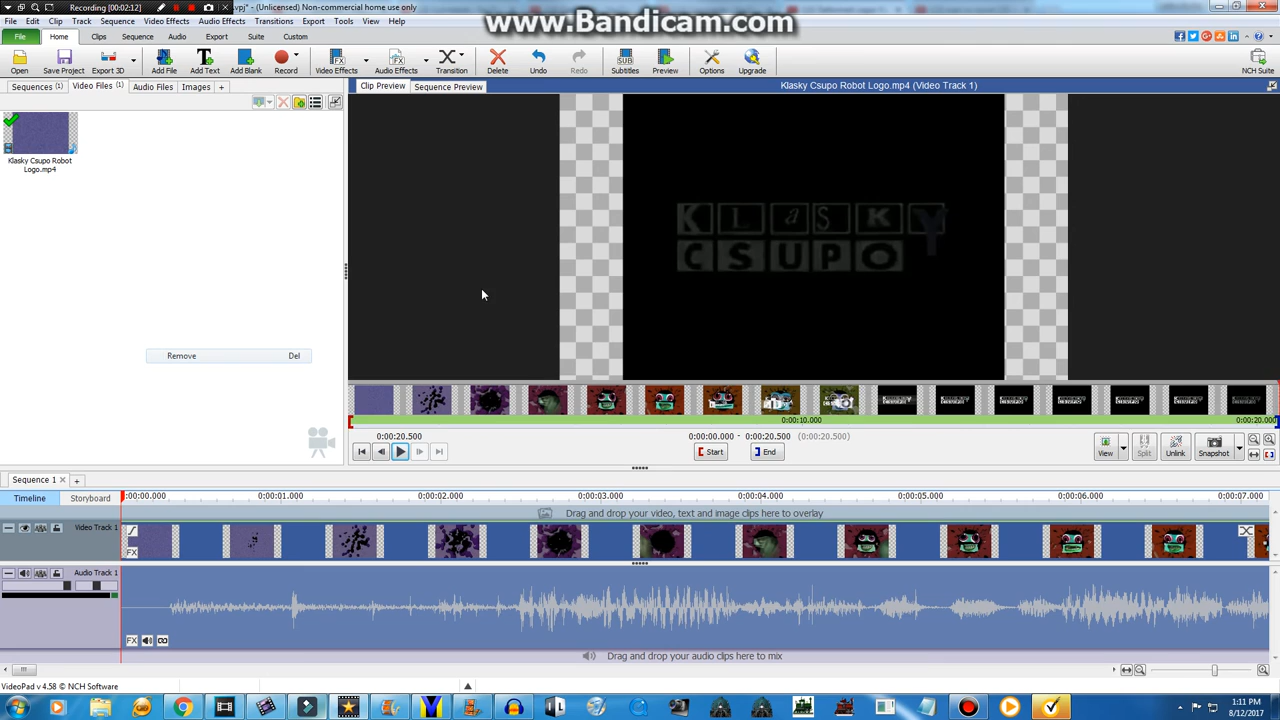 Recording [00:02:12]
.vpj* - (Unlicensed) Non-commercial home use only
www.Bandicam.com
File Edit Clip Track Sequence Video Effects Audio Effects Transitions Export Tools View Help
File Home Clips Sequence Audio Export Suite Custom
Open Save Project Export 3D Add File Add Text Add Blank Record Video Effects Audio Effects Transition Delete Undo Redo Subtitles Preview Options Upgrade NCH Suite
FX FX SUB
Sequences (1) Video Files (1) Audio Files Images +
Clip Preview Sequence Preview Klasky Csupo Robot Logo.mp4 (Video Track 1)
Klasky Csupo Robot
Logo.mp4
KLaSKY
CSUPO
Remove Del
0:00:10.000 0:00:20.000
0:00:20.500 0:00:00.000 - 0:00:20.500 (0:00:20.500)
Start End View Split Unlink Snapshot
Sequence 1 +
Timeline Storyboard
0:00:00.000 0:00:01.000 0:00:02.000 0:00:03.000 0:00:04.000 0:00:05.000 0:00:06.000 0:00:07.000
Drag and drop your video, text and image clips here to overlay
Video Track 1
FX
Audio Track 1
FX
Drag and drop your audio clips here to mix
VideoPad v 4.58 © NCH Software
1:11 PM
8/12/2017